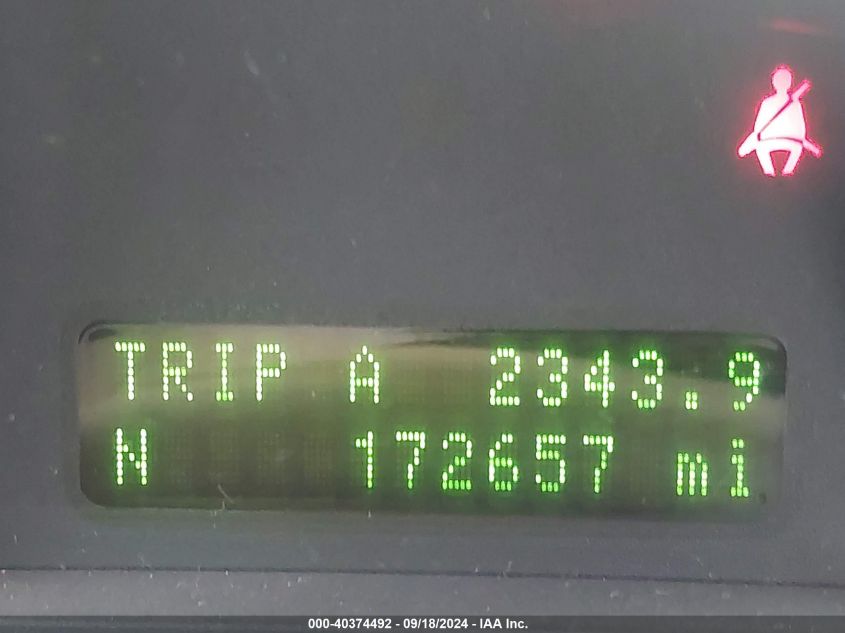 TRIP A 2343.9
N 172657 mi
000-40374492 - 09/18/2024 - IAA Inc.